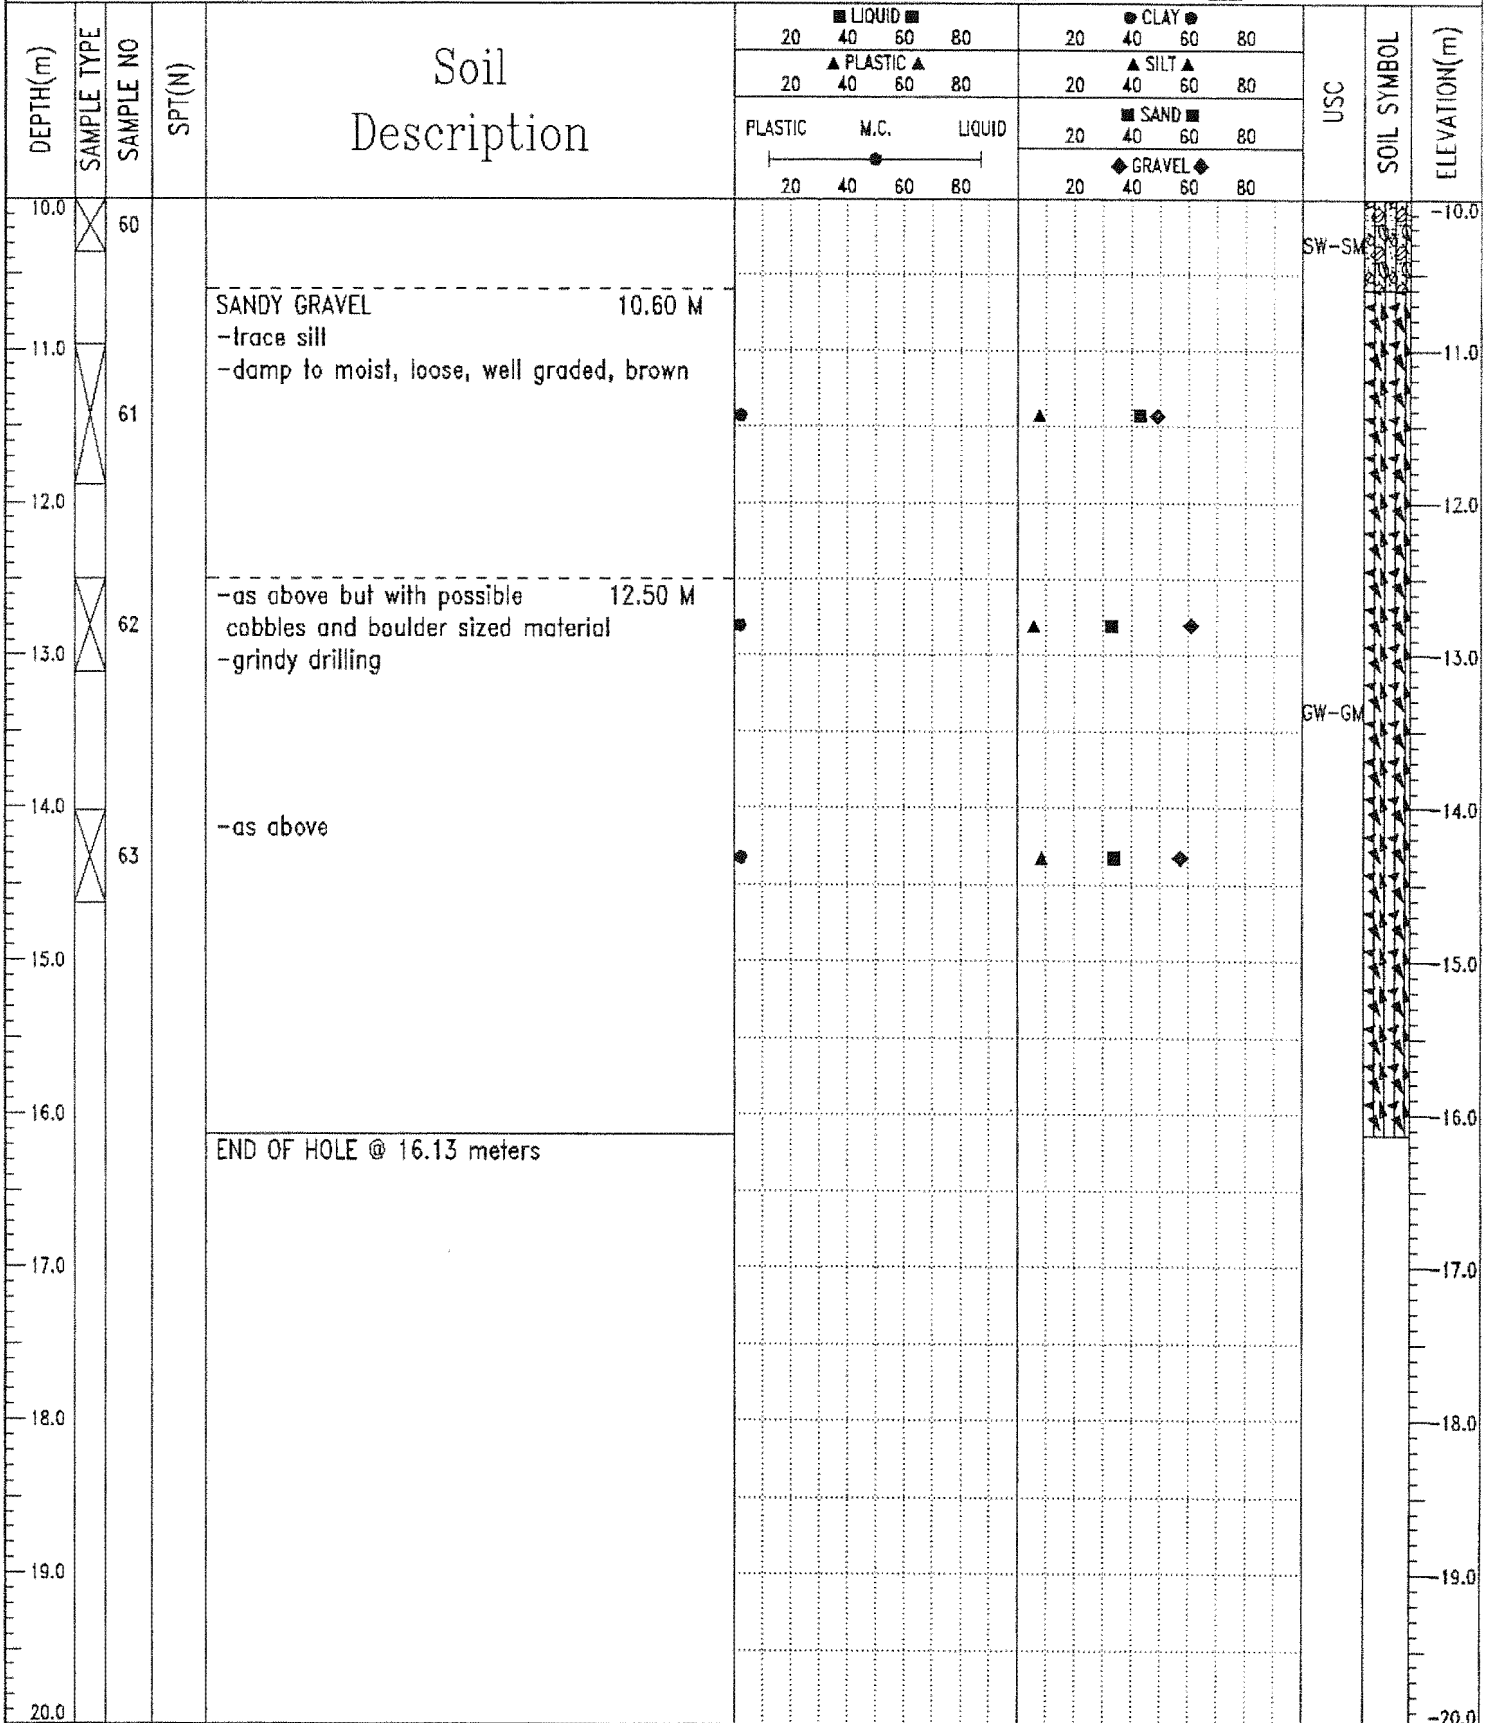 DEPTH(m)
SAMPLE TYPE
SAMPLE NO
SPT(N)
Soil
Description
■ LIQUID ■
20 40 60 80
▲ PLASTIC ▲
20 40 60 80
PLASTIC M.C. LIQUID
20 40 60 80
● CLAY ●
20 40 60 80
▲ SILT ▲
20 40 60 80
■ SAND ■
20 40 60 80
◆ GRAVEL ◆
20 40 60 80
USC
SOIL SYMBOL
ELEVATION(m)
10.0
60
-10.0
SW-SM
SANDY GRAVEL 10.60 M
-trace sill
11.0
-11.0
-damp to moist, loose, well graded, brown
61
12.0
-12.0
-as above but with possible 12.50 M
62
cobbles and boulder sized material
13.0
-grindy drilling
-13.0
GW-GM
14.0
-14.0
-as above
63
15.0
-15.0
16.0
-16.0
END OF HOLE @ 16.13 meters
17.0
-17.0
18.0
-18.0
19.0
-19.0
20.0
-20.0